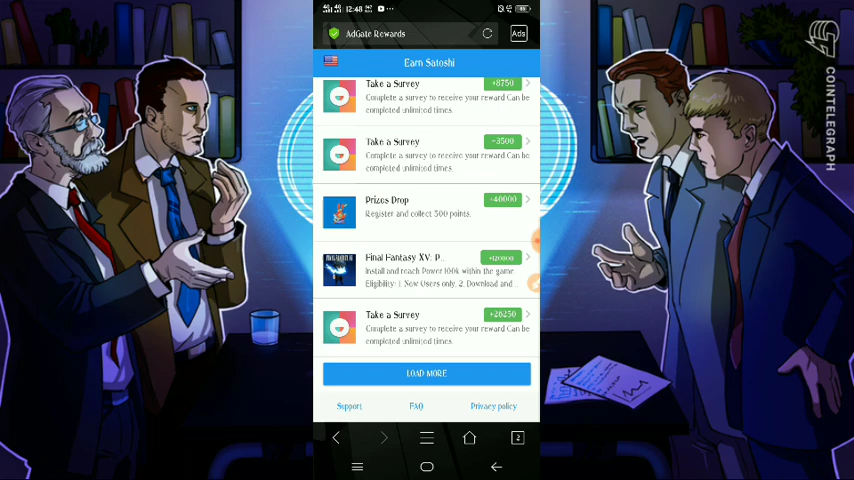 12:48
AdGate Rewards
Ads
Earn Satoshi
Take a Survey
+8750
Complete a survey to receive your reward Can be
completed unlimited times.
Take a Survey
+3500
Complete a survey to receive your reward Can be
completed unlimited times.
Prizes Drop
+40000
Register and collect 500 points.
Final Fantasy XV: P...
+120000
Install and reach Power 100k within the game
Eligibility: 1. New Users only, 2. Download and ...
Take a Survey
+28250
Complete a survey to receive your reward Can be
completed unlimited times.
LOAD MORE
Support
FAQ
Privacy policy
2
COINTELEGRAPH